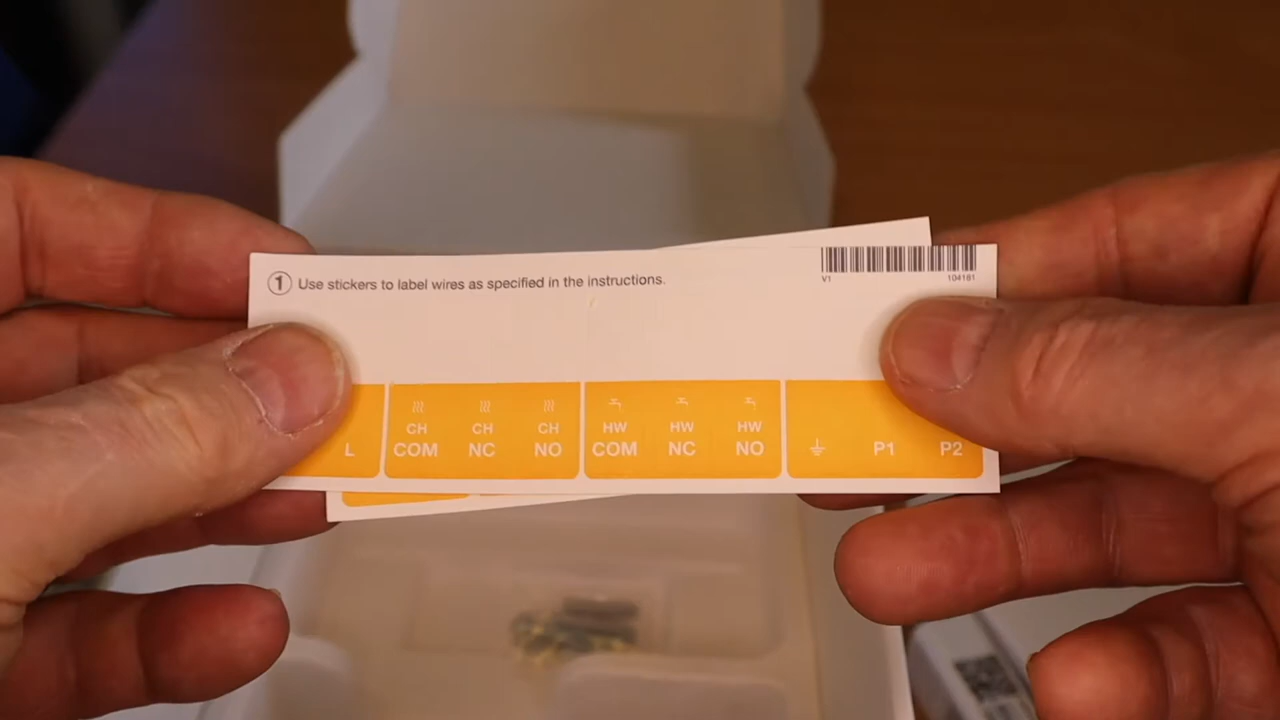 1 Use stickers to label wires as specified in the instructions.
V1 104181
CH CH CH HW HW HW
L COM NC NO COM NC NO P1 P2